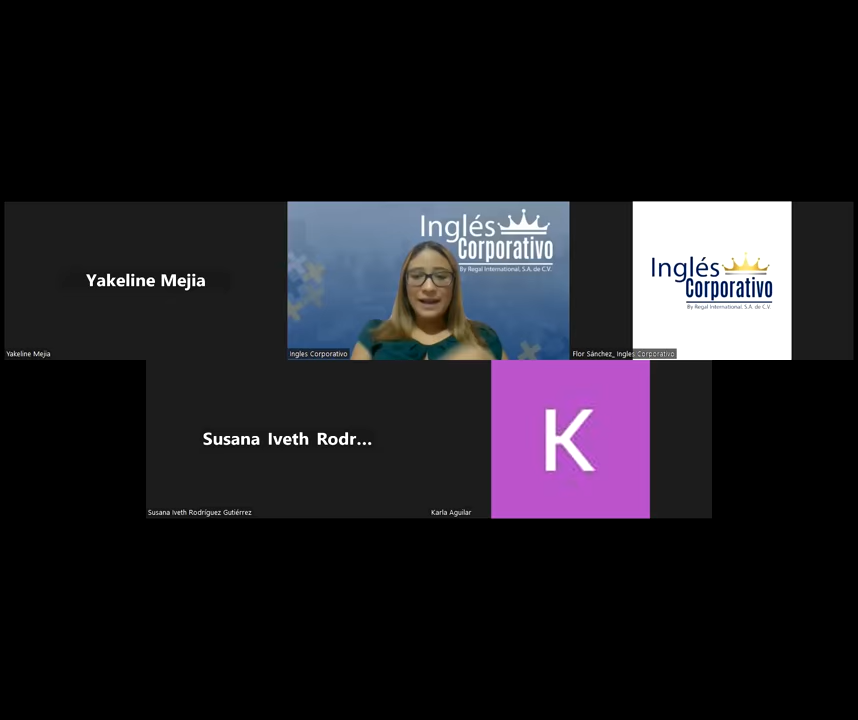 Yakeline Mejia
Yakeline Mejia
Inglés
Corporativo
By Regal International, S.A. de C.V.
Ingles Corporativo
Inglés
Corporativo
By Regal International, S.A. de C.V
Flor Sánchez_ Ingles Corporativo
Susana Iveth Rodr...
Susana Iveth Rodríguez Gutiérrez
K
Karla Aguilar